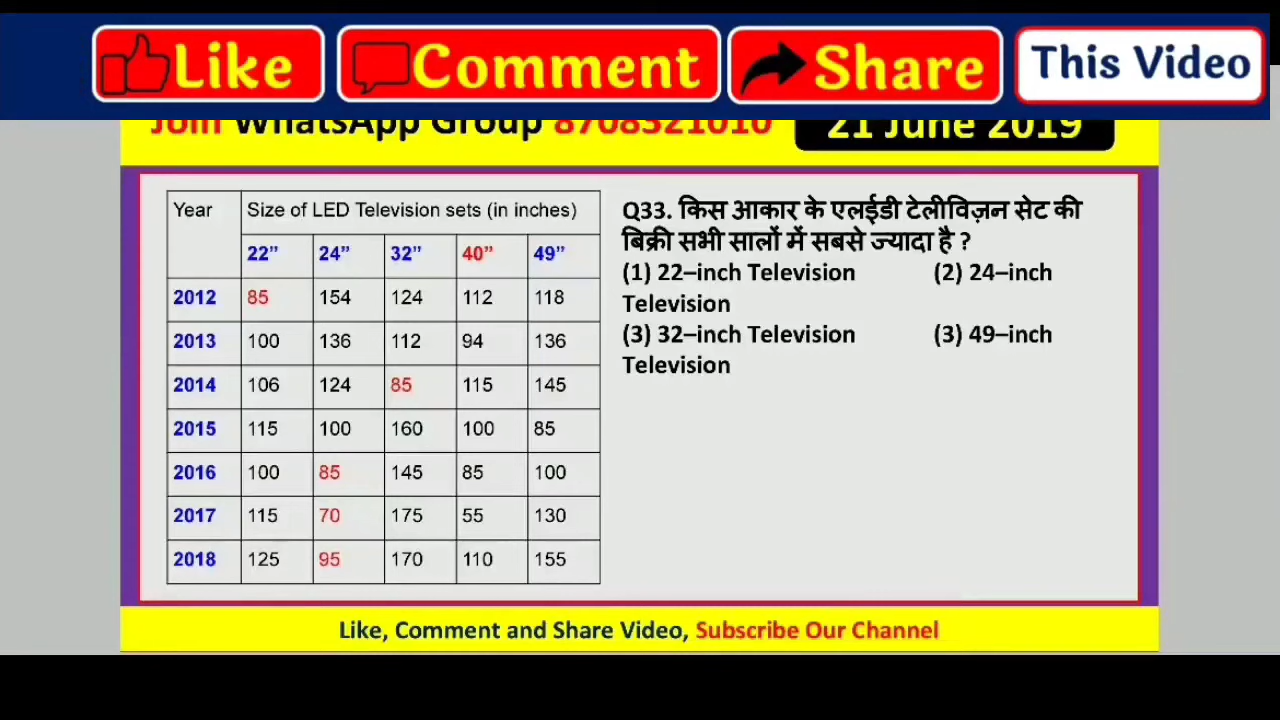 Like Comment Share This Video
Join WhatsApp Group 8708321010 21 June 2019
Year Size of LED Television sets (in inches)
22” 24” 32” 40” 49”
2012 85 154 124 112 118
2013 100 136 112 94 136
2014 106 124 85 115 145
2015 115 100 160 100 85
2016 100 85 145 85 100
2017 115 70 175 55 130
2018 125 95 170 110 155
Q33. किस आकार के एलईडी टेलीविज़न सेट की
बिक्री सभी सालों में सबसे ज्यादा है ?
(1) 22–inch Television (2) 24–inch
Television
(3) 32–inch Television (3) 49–inch
Television
Like, Comment and Share Video, Subscribe Our Channel